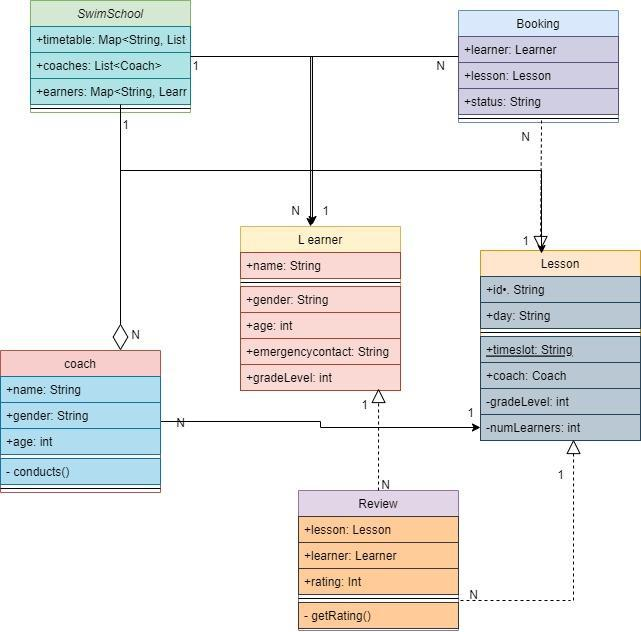 SwimSchool
+timetable: Map<String, List
+coaches: List<Coach>
+earners: Map<String, Learr
1
1
N
Booking
+learner: Learner
+lesson: Lesson
+status: String
N
N
1
1
L earner
+name: String
+gender: String
+age: int
+emergencycontact: String
+gradeLevel: int
Lesson
+id•. String
+day: String
+timeslot: String
+coach: Coach
-gradeLevel: int
-numLearners: int
N
coach
+name: String
+gender: String
+age: int
- conducts()
N
1
1
N
1
Review
+lesson: Lesson
+learner: Learner
+rating: Int
- getRating()
N